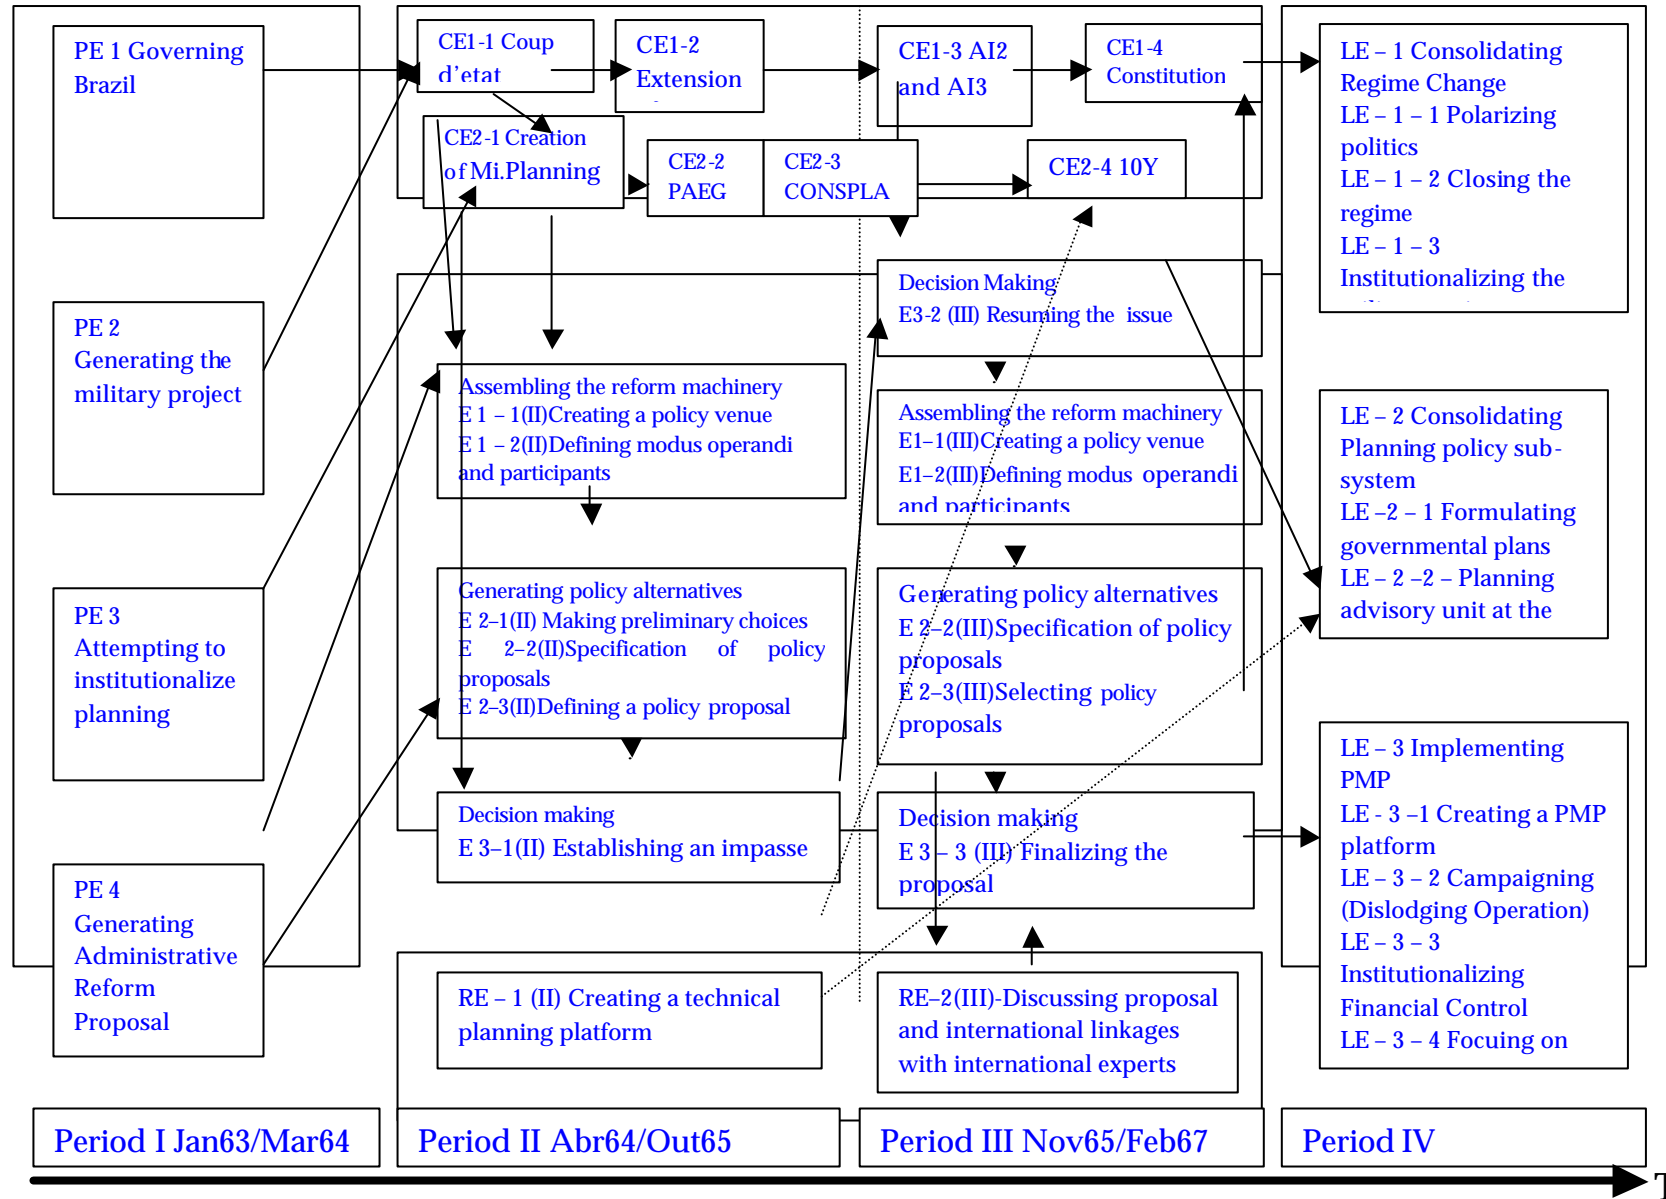 PE 1 Governing
Brazil
PE 2
Generating the
military project
PE 3
Attempting to
institutionalize
planning
PE 4
Generating
Administrative
Reform
Proposal
CE1-1 Coup
d'etat
CE1-2
Extension
CE1-3 AI2
and AI3
CE1-4
Constitution
CE2-1 Creation
of Mi.Planning
CE2-2
PAEG
CE2-3
CONSPLA
CE2-4 10Y
Assembling the reform machinery
E 1 – 1(II)Creating a policy venue
E 1 – 2(II)Defining modus operandi
and participants
Generating policy alternatives
E 2–1(II) Making preliminary choices
E 2–2(II)Specification of policy
proposals
E 2–3(II)Defining a policy proposal
Decision making
E 3–1(II) Establishing an impasse
Decision Making
E3-2 (III) Resuming the issue
Assembling the reform machinery
E1–1(III)Creating a policy venue
E1–2(III)Defining modus operandi
and participants
Generating policy alternatives
E 2–2(III)Specification of policy
proposals
E 2–3(III)Selecting policy
proposals
Decision making
E 3 – 3 (III) Finalizing the
proposal
RE – 1 (II) Creating a technical
planning platform
RE–2(III)-Discussing proposal
and international linkages
with international experts
LE – 1 Consolidating
Regime Change
LE – 1 – 1 Polarizing
politics
LE – 1 – 2 Closing the
regime
LE – 1 – 3
Institutionalizing the
LE – 2 Consolidating
Planning policy sub-
system
LE –2 – 1 Formulating
governmental plans
LE – 2 –2 – Planning
advisory unit at the
LE – 3 Implementing
PMP
LE - 3 –1 Creating a PMP
platform
LE – 3 – 2 Campaigning
(Dislodging Operation)
LE – 3 – 3
Institutionalizing
Financial Control
LE – 3 – 4 Focuing on
Period I Jan63/Mar64
Period II Abr64/Out65
Period III Nov65/Feb67
Period IV